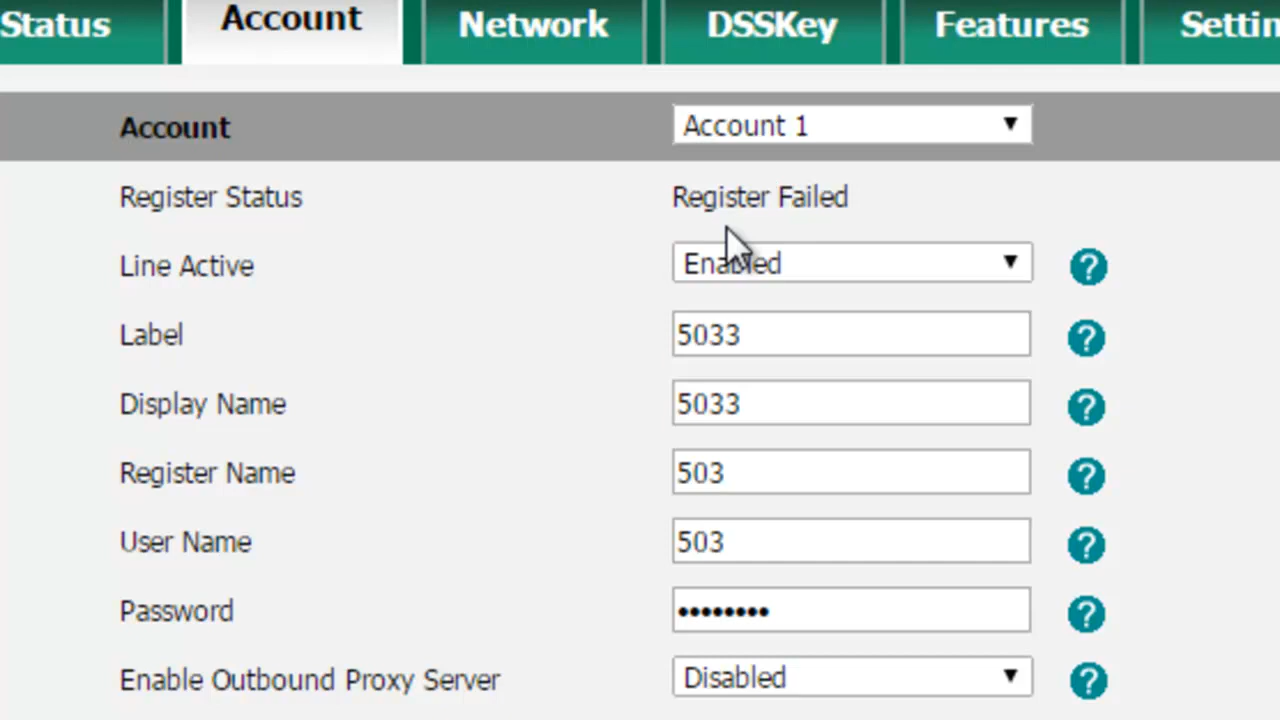 Status Account Network DSSKey Features Settin
Account Account 1
Register Status Register Failed
Line Active Enabled
Label 5033
Display Name 5033
Register Name 503
User Name 503
Password ••••••••
Enable Outbound Proxy Server Disabled